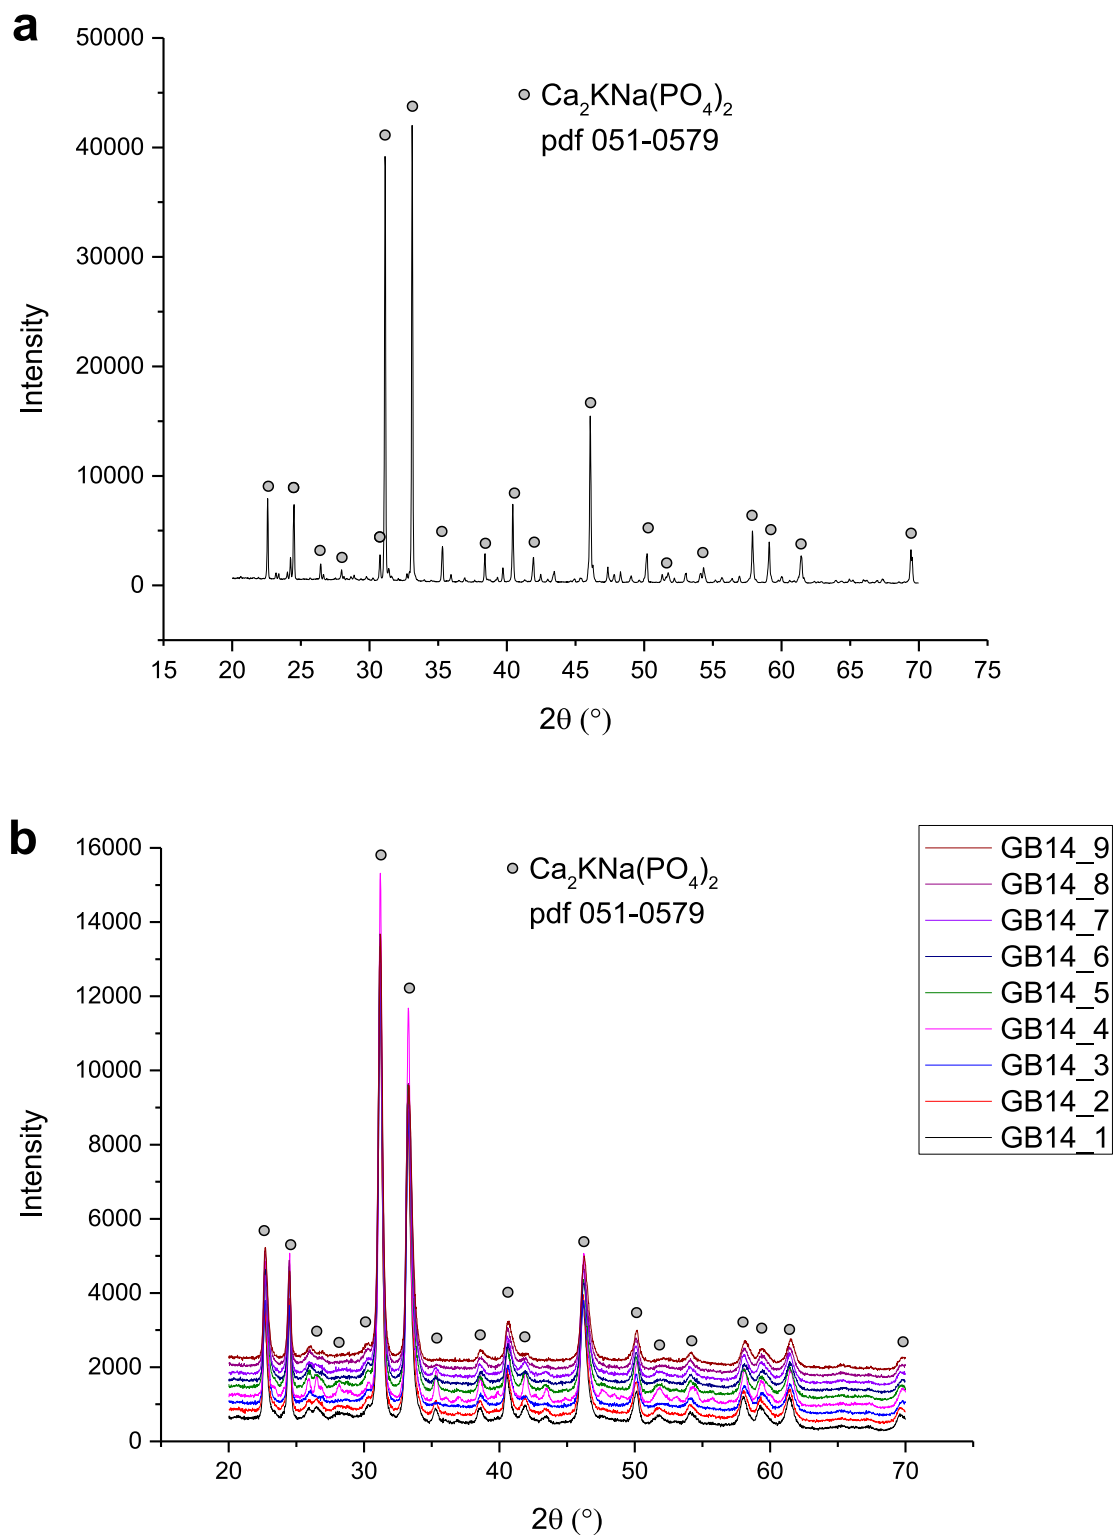 a
50000
40000
30000
20000
10000
0
Intensity
Ca₂KNa(PO₄)₂
pdf 051-0579
15 20 25 30 35 40 45 50 55 60 65 70 75
2θ (°)
b
16000
14000
12000
10000
8000
6000
4000
2000
0
Intensity
Ca₂KNa(PO₄)₂
pdf 051-0579
GB14_9
GB14_8
GB14_7
GB14_6
GB14_5
GB14_4
GB14_3
GB14_2
GB14_1
20 30 40 50 60 70
2θ (°)